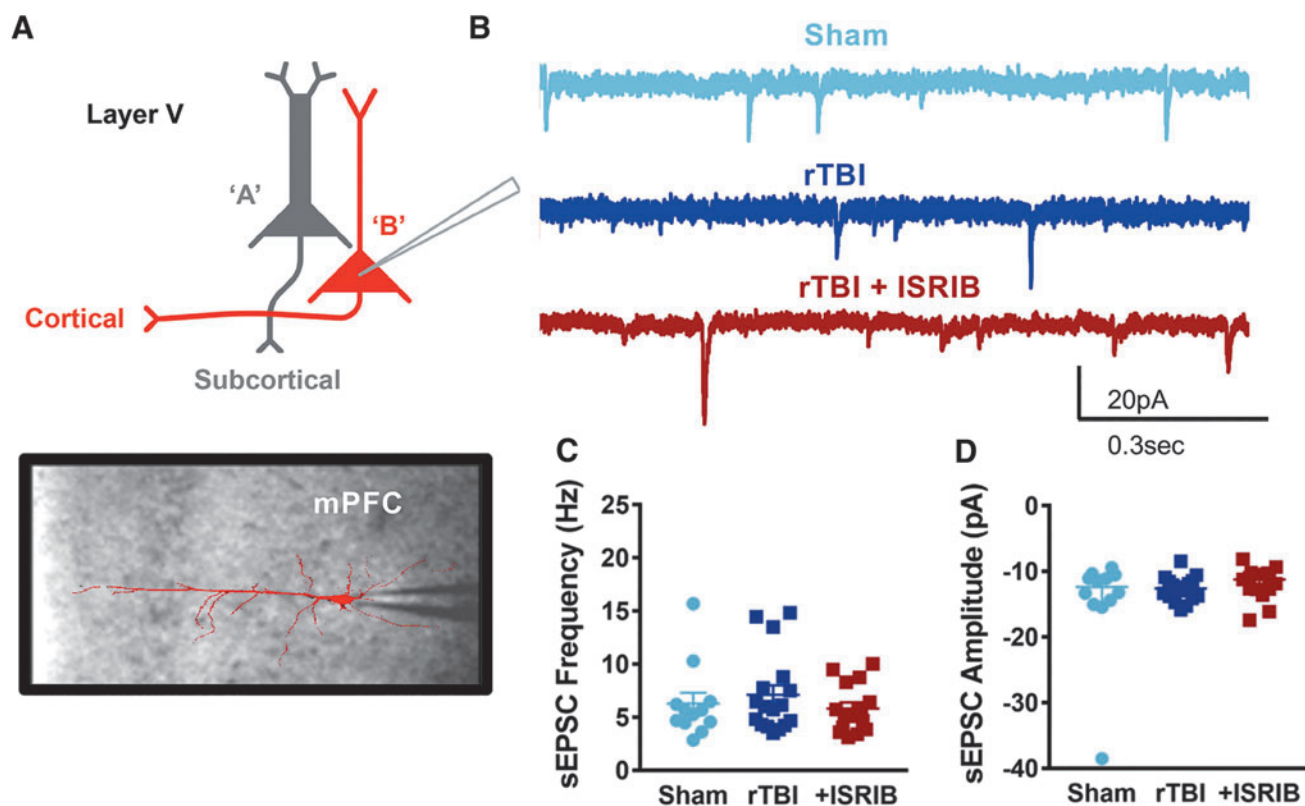 A
Layer V
'A'
'B'
Cortical
Subcortical
mPFC
B
Sham
rTBI
rTBI + ISRIB
20pA
0.3sec
C
sEPSC Frequency (Hz)
25
20
15
10
5
0
Sham rTBI +ISRIB
D
sEPSC Amplitude (pA)
0
-10
-20
-30
-40
Sham rTBI +ISRIB